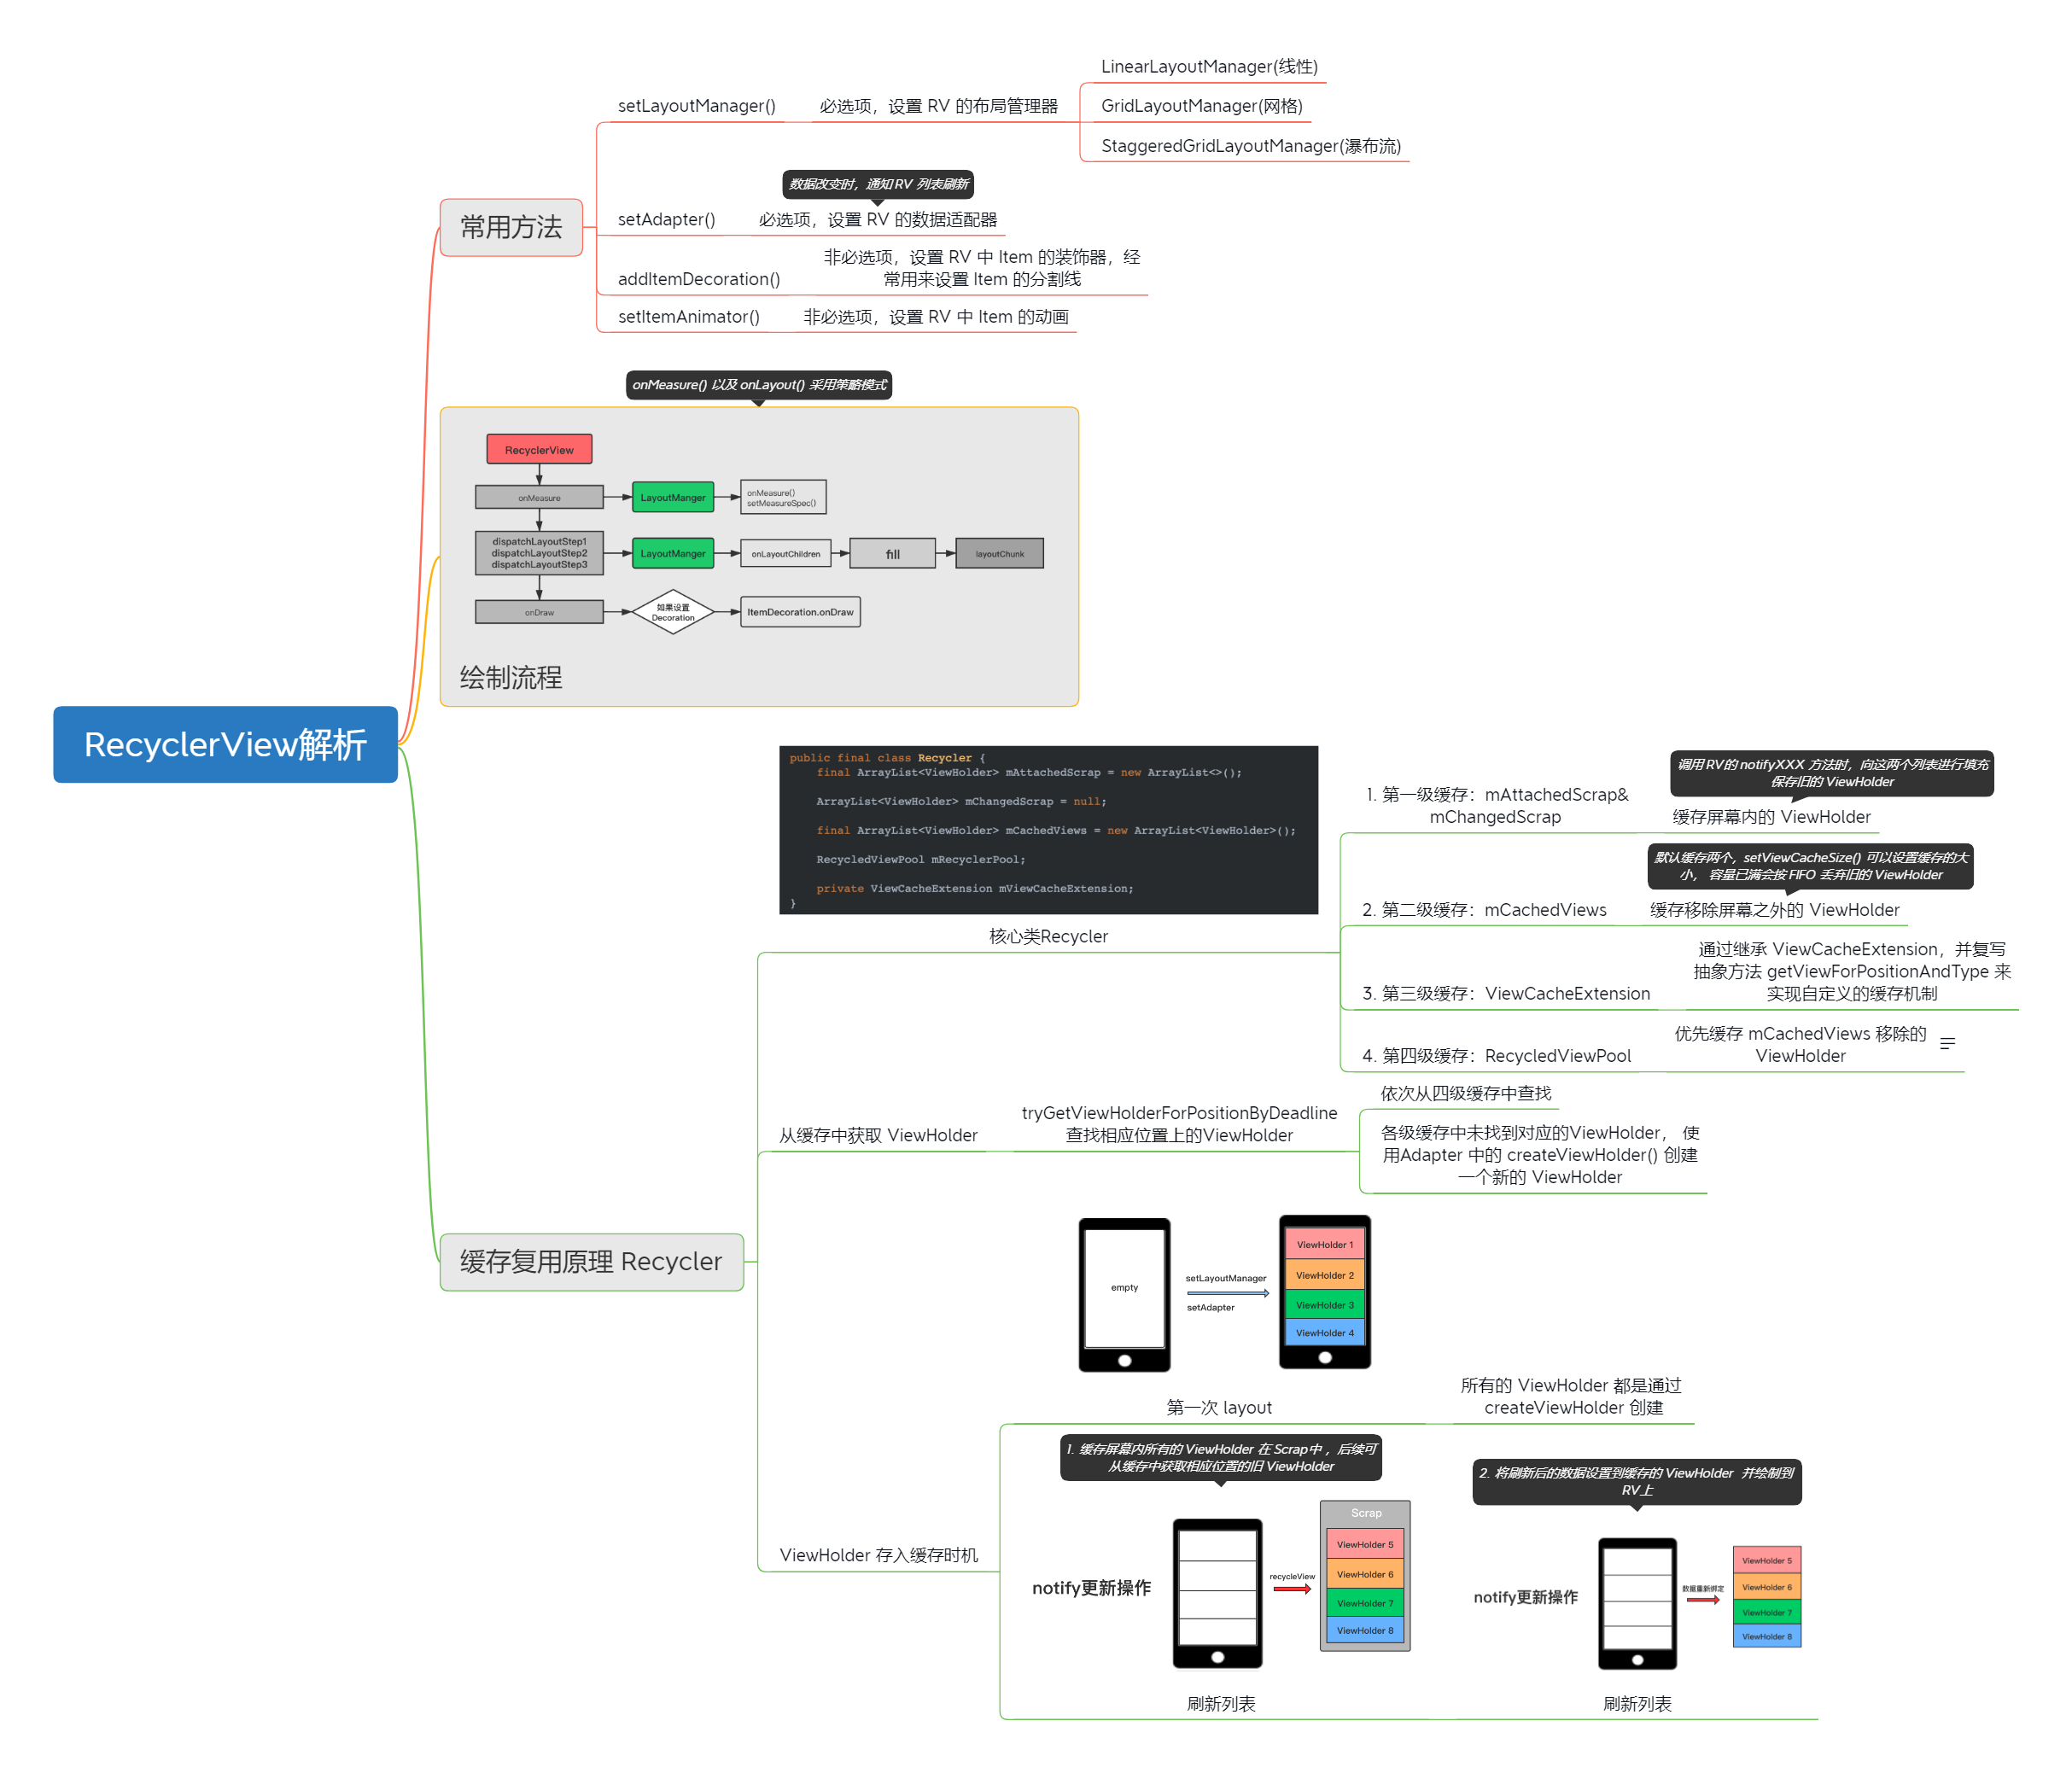 RecyclerView解析
常用方法
setLayoutManager()
必选项，设置 RV 的布局管理器
LinearLayoutManager(线性)
GridLayoutManager(网格)
StaggeredGridLayoutManager(瀑布流)
数据改变时，通知 RV 列表刷新
setAdapter()
必选项，设置 RV 的数据适配器
addItemDecoration()
非必选项，设置 RV 中 Item 的装饰器，经
常用来设置 Item 的分割线
setItemAnimator()
非必选项，设置 RV 中 Item 的动画
onMeasure() 以及 onLayout() 采用策略模式
RecyclerView
onMeasure
LayoutManger
onMeasure()
setMeasureSpec()
dispatchLayoutStep1
dispatchLayoutStep2
dispatchLayoutStep3
LayoutManger
onLayoutChildren
fill
layoutChunk
onDraw
如果设置
Decoration
ItemDecoration.onDraw
绘制流程
缓存复用原理 Recycler
public final class Recycler {
final ArrayList<ViewHolder> mAttachedScrap = new ArrayList<>();
ArrayList<ViewHolder> mChangedScrap = null;
final ArrayList<ViewHolder> mCachedViews = new ArrayList<ViewHolder>();
RecycledViewPool mRecyclerPool;
private ViewCacheExtension mViewCacheExtension;
}
核心类Recycler
1. 第一级缓存：mAttachedScrap&
mChangedScrap
调用 RV的 notifyXXX 方法时，向这两个列表进行填充
保存旧的 ViewHolder
缓存屏幕内的 ViewHolder
默认缓存两个，setViewCacheSize() 可以设置缓存的大
小， 容量已满会按 FIFO 丢弃旧的 ViewHolder
2. 第二级缓存：mCachedViews
缓存移除屏幕之外的 ViewHolder
3. 第三级缓存：ViewCacheExtension
通过继承 ViewCacheExtension，并复写
抽象方法 getViewForPositionAndType 来
实现自定义的缓存机制
4. 第四级缓存：RecycledViewPool
优先缓存 mCachedViews 移除的
ViewHolder
从缓存中获取 ViewHolder
tryGetViewHolderForPositionByDeadline
查找相应位置上的ViewHolder
依次从四级缓存中查找
各级缓存中未找到对应的ViewHolder， 使
用Adapter 中的 createViewHolder() 创建
一个新的 ViewHolder
ViewHolder 存入缓存时机
empty
setLayoutManager
setAdapter
ViewHolder 1
ViewHolder 2
ViewHolder 3
ViewHolder 4
第一次 layout
所有的 ViewHolder 都是通过
createViewHolder 创建
1. 缓存屏幕内所有的 ViewHolder 在 Scrap中 ，后续可
从缓存中获取相应位置的旧 ViewHolder
notify更新操作
recycleView
Scrap
ViewHolder 5
ViewHolder 6
ViewHolder 7
ViewHolder 8
刷新列表
2. 将刷新后的数据设置到缓存的 ViewHolder 并绘制到
RV上
notify更新操作
数据重新绑定
ViewHolder 5
ViewHolder 6
ViewHolder 7
ViewHolder 8
刷新列表